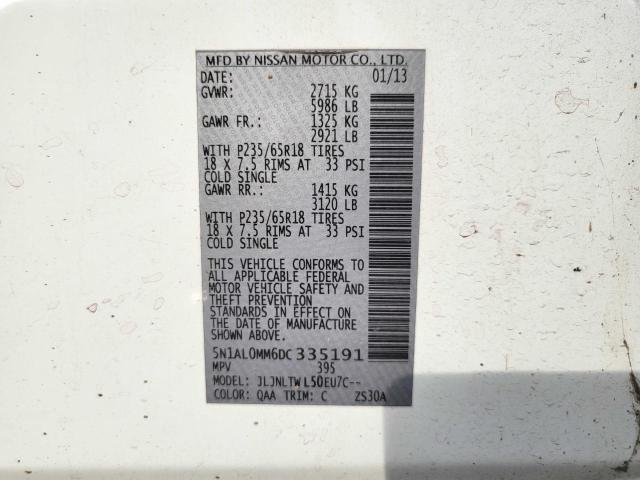 MFD BY NISSAN MOTOR CO., LTD.
DATE: 01/13
GVWR: 2715 KG
5986 LB
GAWR FR.: 1325 KG
2921 LB
WITH P235/65R18 TIRES
18 X 7.5 RIMS AT 33 PSI
COLD SINGLE
GAWR RR.: 1415 KG
3120 LB
WITH P235/65R18 TIRES
18 X 7.5 RIMS AT 33 PSI
COLD SINGLE
THIS VEHICLE CONFORMS TO
ALL APPLICABLE FEDERAL
MOTOR VEHICLE SAFETY AND
THEFT PREVENTION
STANDARDS IN EFFECT ON
THE DATE OF MANUFACTURE
SHOWN ABOVE.
5N1AL0MM6DC335191
MPV 395
MODEL: JLJNLTWL50EU7C--
COLOR: QAA TRIM: C ZS30A